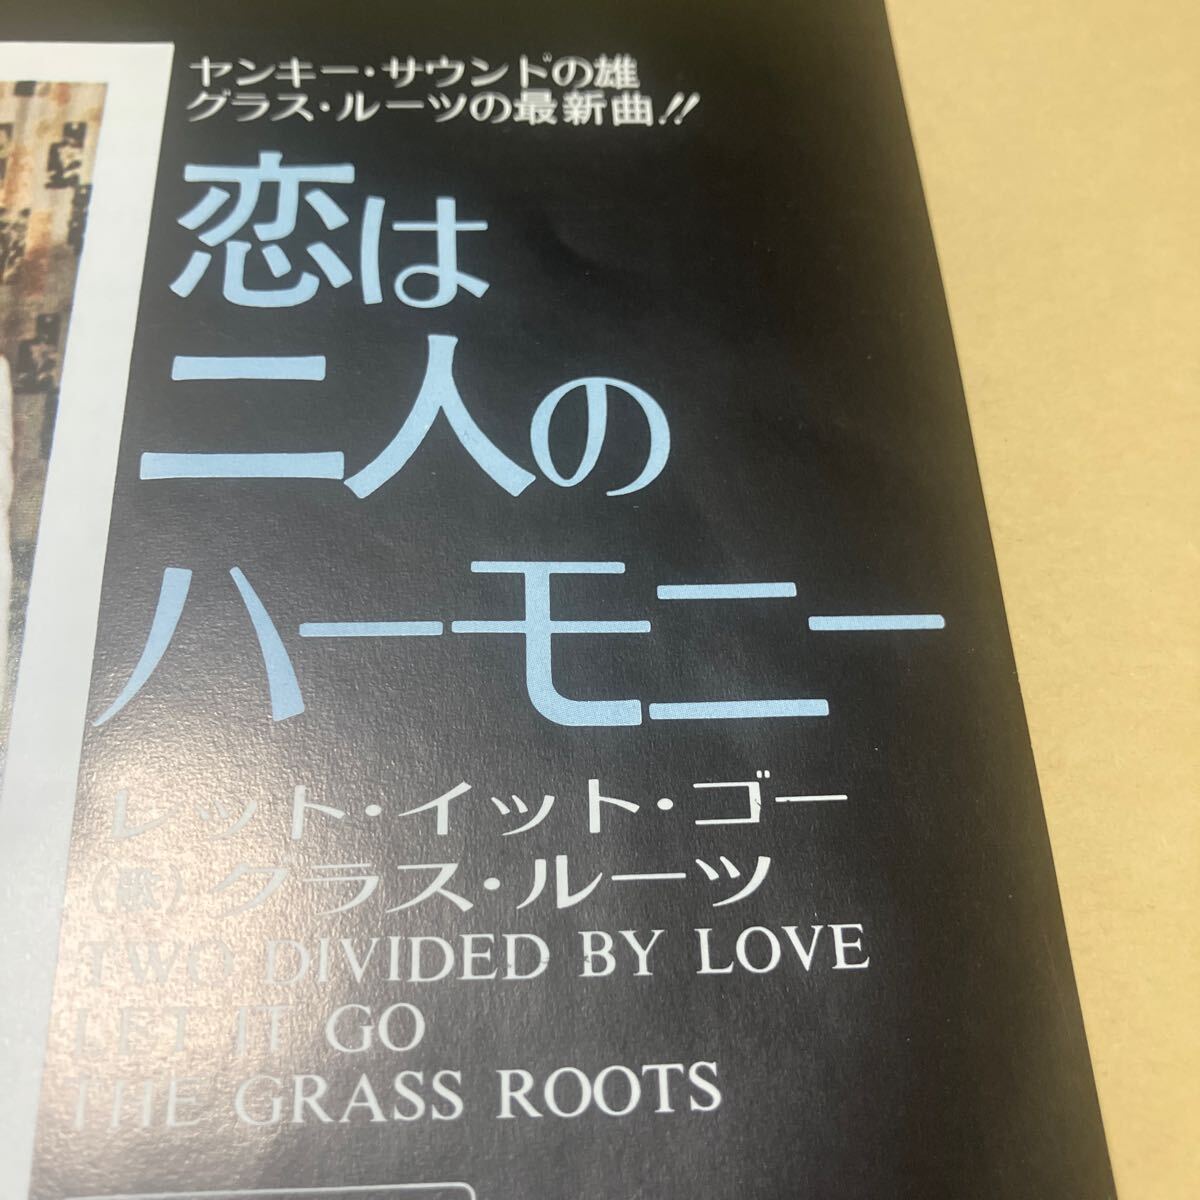 ヤンキー・サウンドの雄
グラス・ルーツの最新曲!!
恋は
二人の
ハーモニー
レット・イット・ゴー
(歌)グラス・ルーツ
TWO DIVIDED BY LOVE
LET IT GO
THE GRASS ROOTS